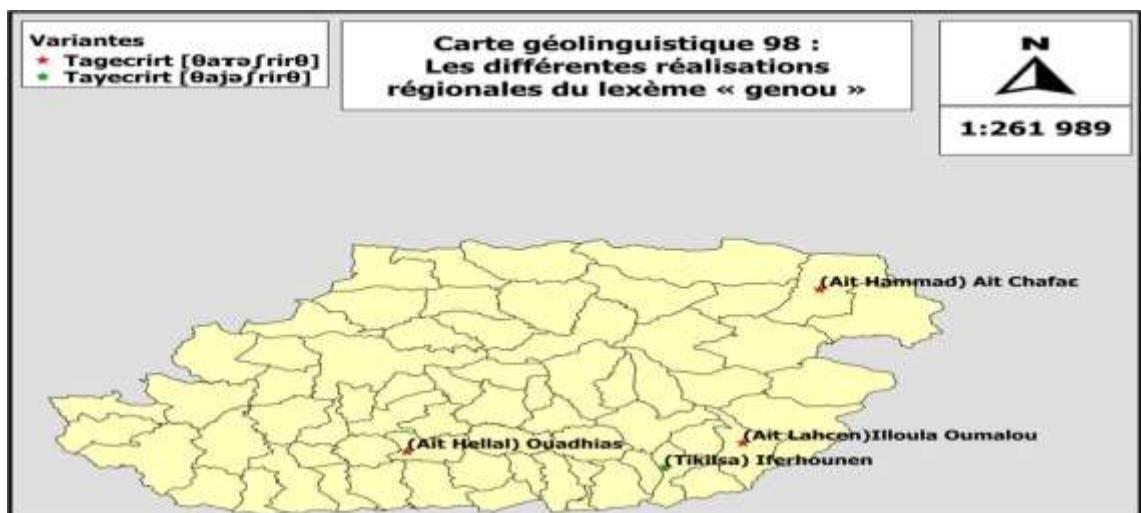 Variantes
Tagecrirt [θaɤəʃrirθ]
Tayecrirt [θajəʃrirθ]
Carte géolinguistique 98 :
Les différentes réalisations
régionales du lexème « genou »
N
1:261 989
(Ait Hammad) Ait Chafaɛ
(Ait Hellal) Ouadhias
(Ait Lahcen)Illoula Oumalou
(Tikilsa) Iferhounen